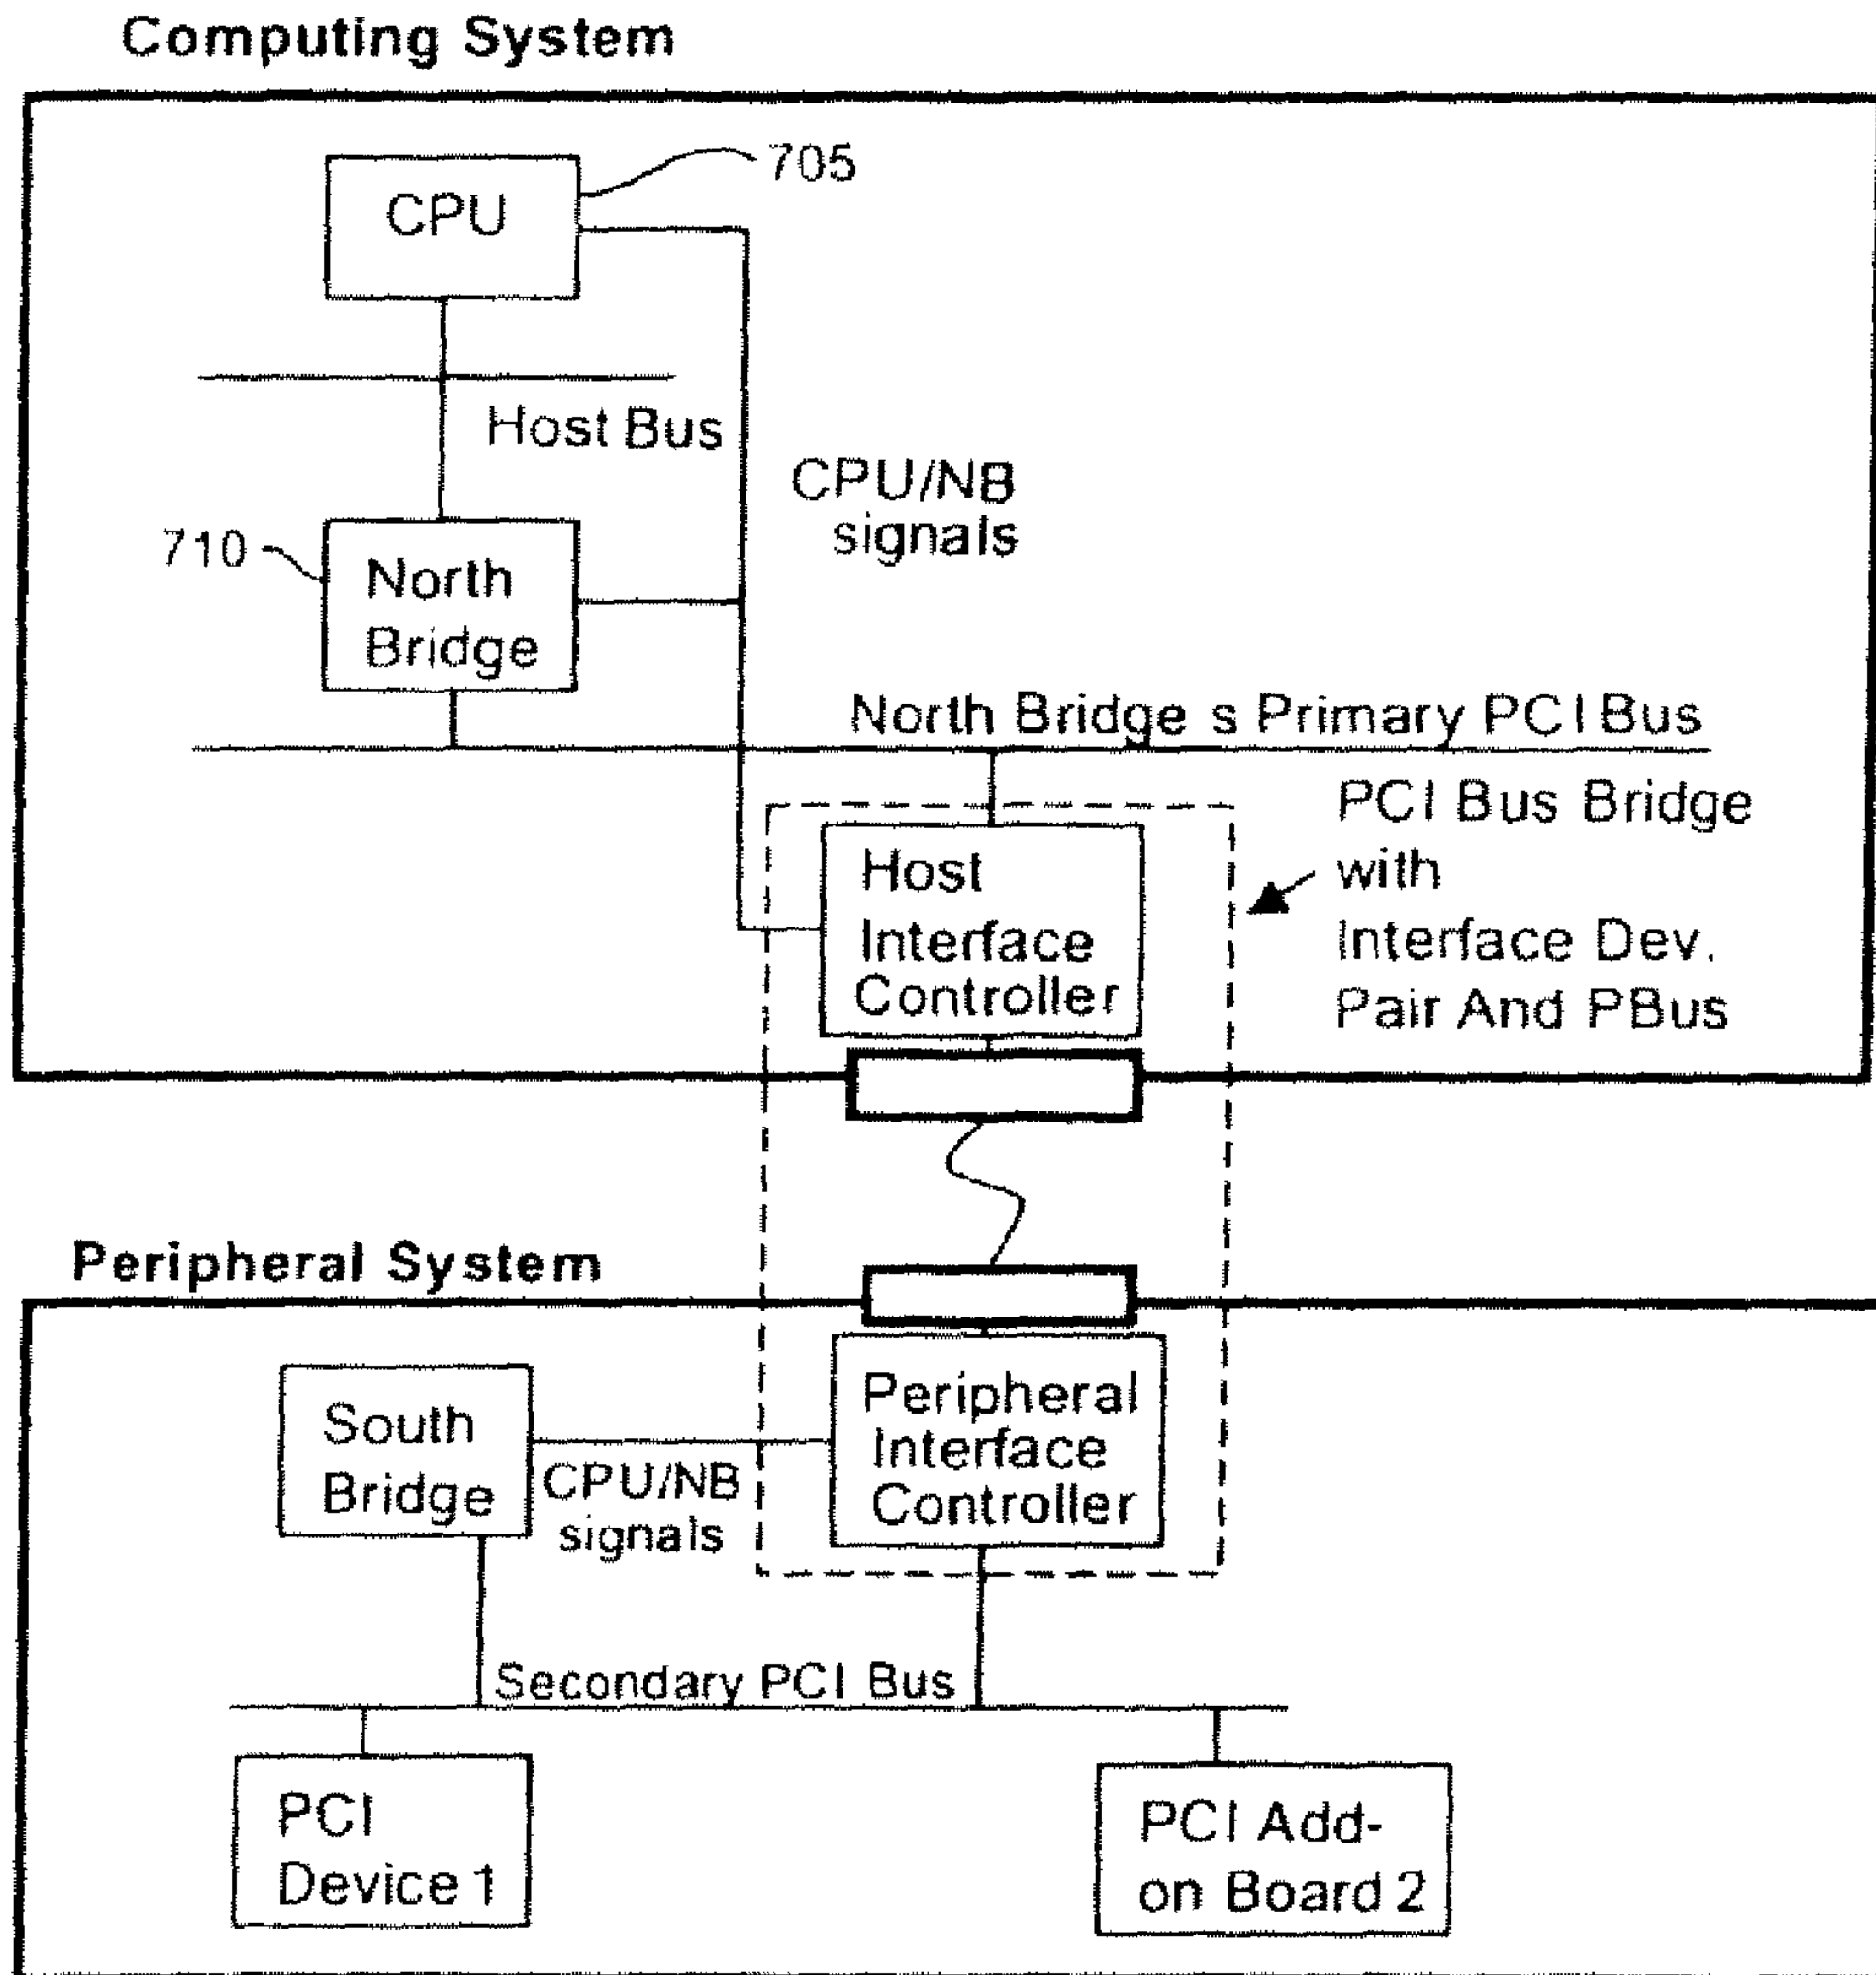 Computing System
705
CPU
Host Bus
CPU/NB
signals
710
North
Bridge
North Bridge s Primary PCI Bus
PCI Bus Bridge
with
Interface Dev.
Pair And PBus
Host
Interface
Controller
Peripheral System
South
Bridge
CPU/NB
signals
Peripheral
Interface
Controller
Secondary PCI Bus
PCI
Device 1
PCI Add-
on Board 2